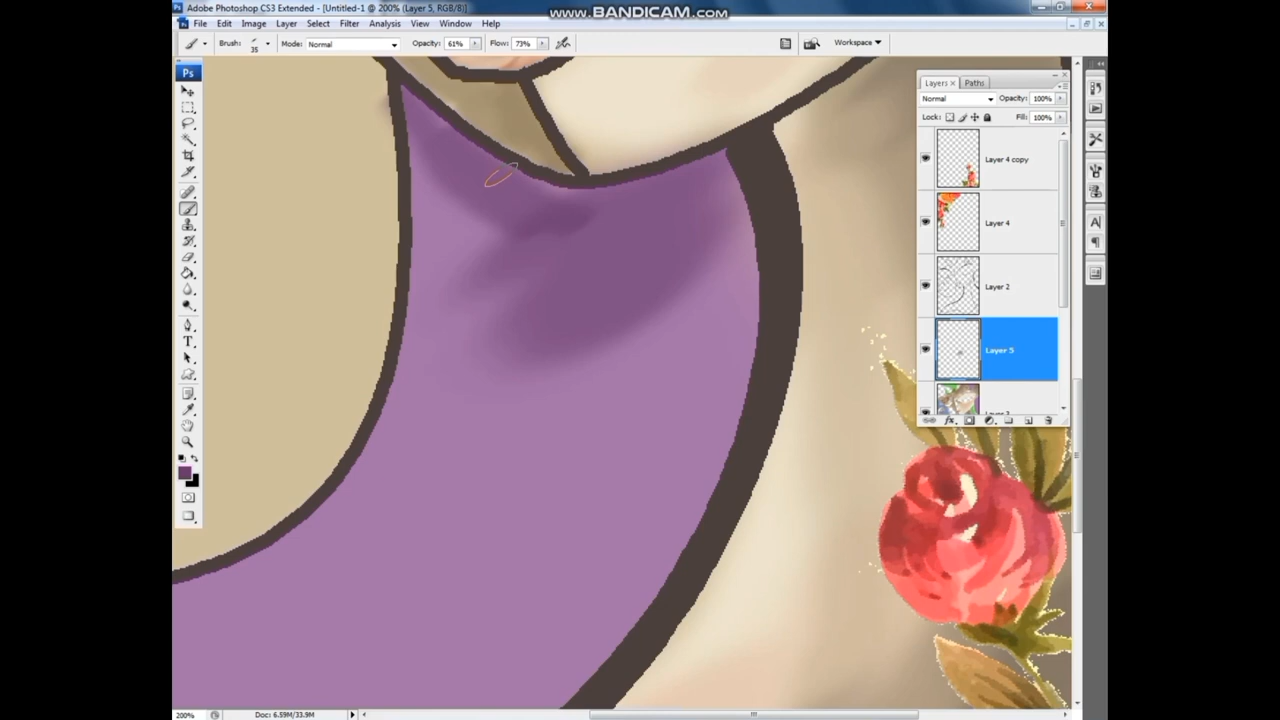 Adobe Photoshop CS3 Extended - [Untitled-1 @ 200% (Layer 5, RGB/8)]
www.BANDICAM.com
File Edit Image Layer Select Filter Analysis View Window Help
Brush: 35 Mode: Normal Opacity: 61% Flow: 73% Workspace
Ps
Layers Paths
Normal Opacity: 100%
Lock: Fill: 100%
Layer 4 copy
Layer 4
Layer 2
Layer 5
200% Doc: 6.59M/33.9M